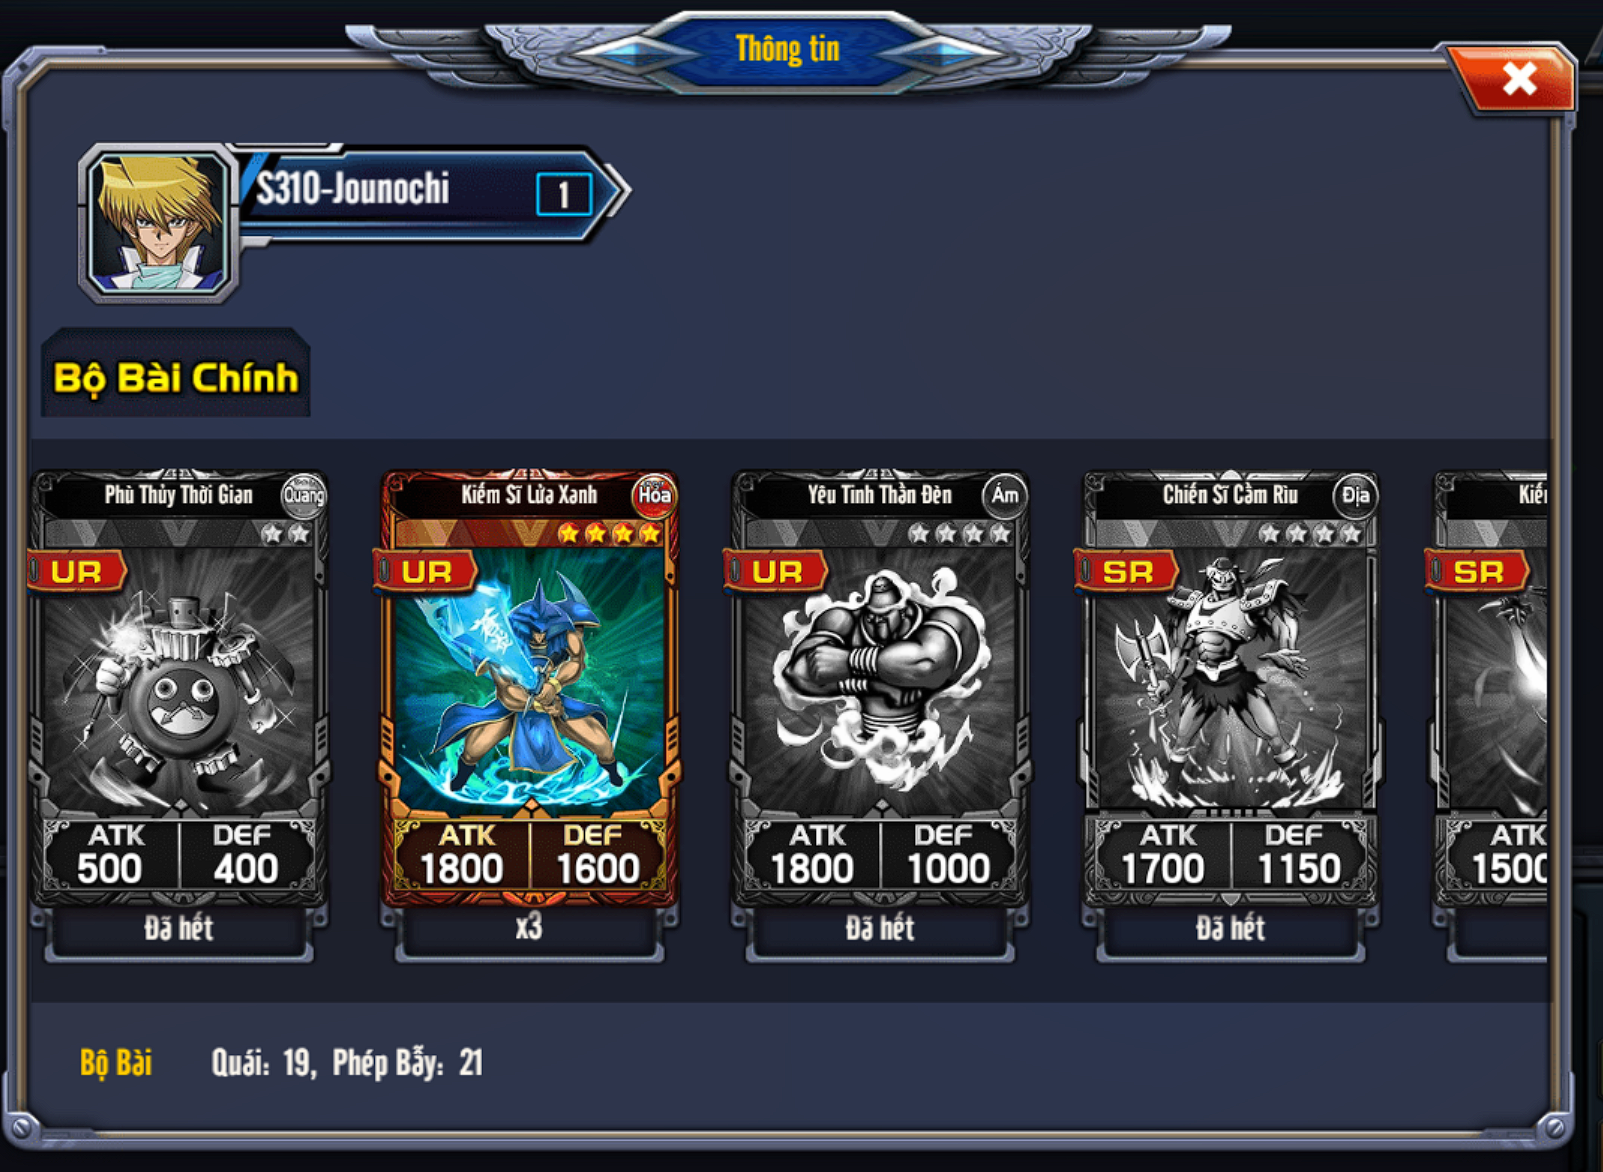 Thông tin
S310-Jounochi 1
Bộ Bài Chính
Phù Thủy Thời Gian Quang
UR
ATK DEF
500 400
Đã hết
Kiếm Sĩ Lửa Xanh Hỏa
UR
ATK DEF
1800 1600
x3
Yêu Tinh Thần Đèn Ám
UR
ATK DEF
1800 1000
Đã hết
Chiến Sĩ Cầm Rìu Địa
SR
ATK DEF
1700 1150
Đã hết
SR
ATK
1500
Bộ Bài Quái: 19, Phép Bẫy: 21